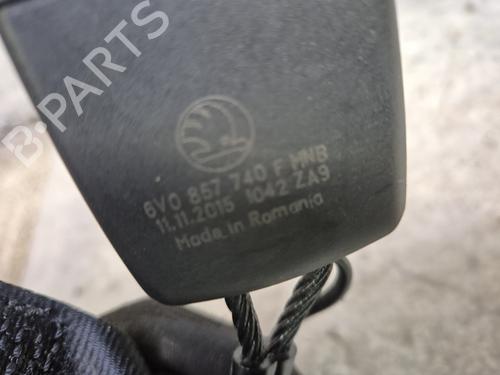 B-PARTS
6V0 857 740 F MNB
11.11.2015 1042 ZA9
Made in Romania